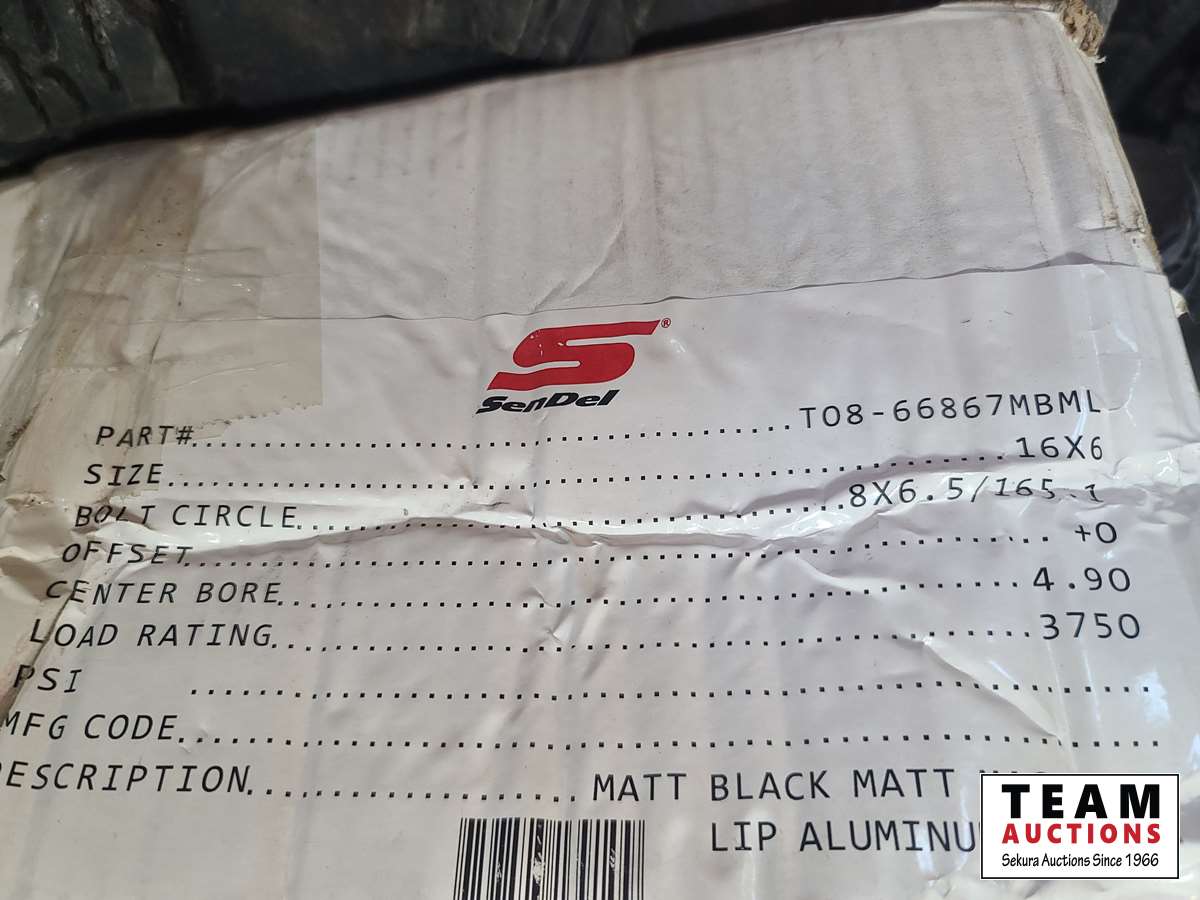 S®
SenDel
PART#..........T08-66867MBML
SIZE..........16X6
BOLT CIRCLE..........8X6.5/165.1
OFFSET..........+0
CENTER BORE..........4.90
LOAD RATING..........3750
PSI ..........
MFG CODE..........
DESCRIPTION..........MATT BLACK MATT
LIP
TEAM
AUCTIONS
Sekura Auctions Since 1966